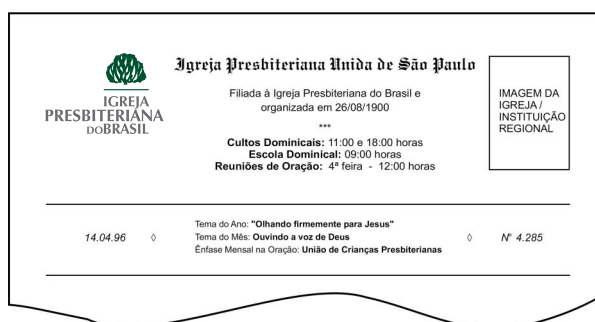 IGREJA
PRESBITERIANA
DO BRASIL
Igreja Presbiteriana Unida de São Paulo
Filiada à Igreja Presbiteriana do Brasil e
organizada em 26/08/1900
***
Cultos Dominicais: 11:00 e 18:00 horas
Escola Dominical: 09:00 horas
Reuniões de Oração: 4ª feira - 12:00 horas
IMAGEM DA
IGREJA /
INSTITUIÇÃO
REGIONAL
14.04.96 ◊
Tema do Ano: "Olhando firmemente para Jesus"
Tema do Mês: Ouvindo a voz de Deus
Ênfase Mensal na Oração: União de Crianças Presbiterianas
◊ Nº 4.285